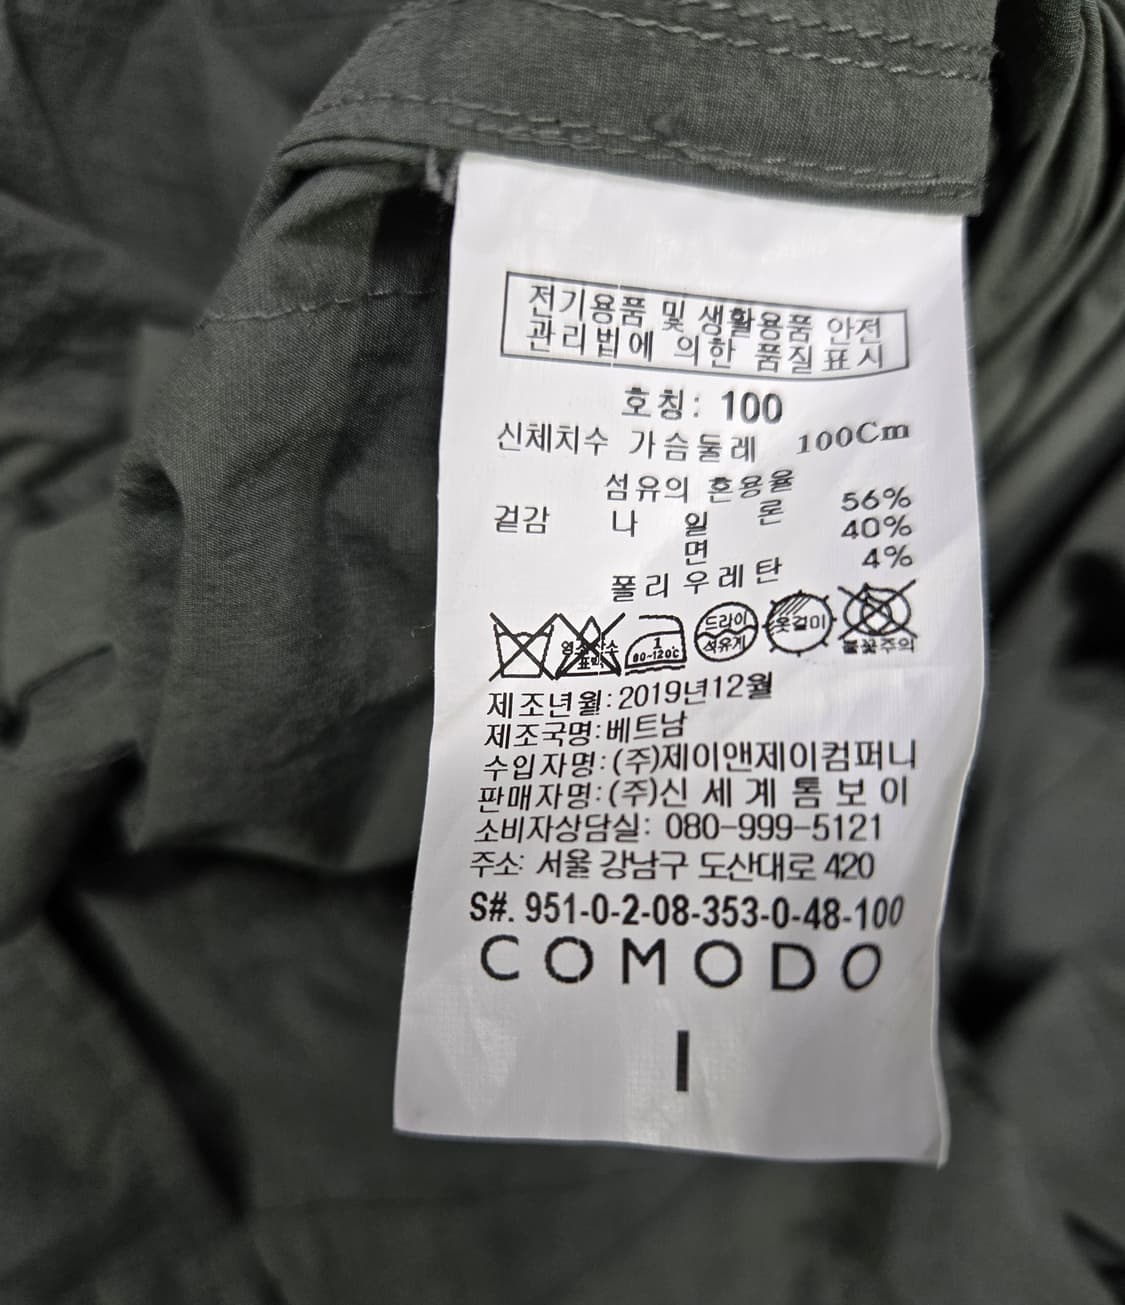 전기용품 및 생활용품 안전
관리법에 의한 품질표시
호칭: 100
신체치수 가슴둘레 100Cm
섬유의 혼용율
겉감 나 일 론 56%
면 40%
폴리우레탄 4%
염소 표백
1 80~120℃
드라이
석유계
옷걸이
불꽃주의
제조년월: 2019년12월
제조국명: 베트남
수입자명: (주)제이앤제이컴퍼니
판매자명: (주)신 세 계 톰 보 이
소비자상담실: 080-999-5121
주소: 서울 강남구 도산대로 420
S#. 951-0-2-08-353-0-48-100
COMODO
I